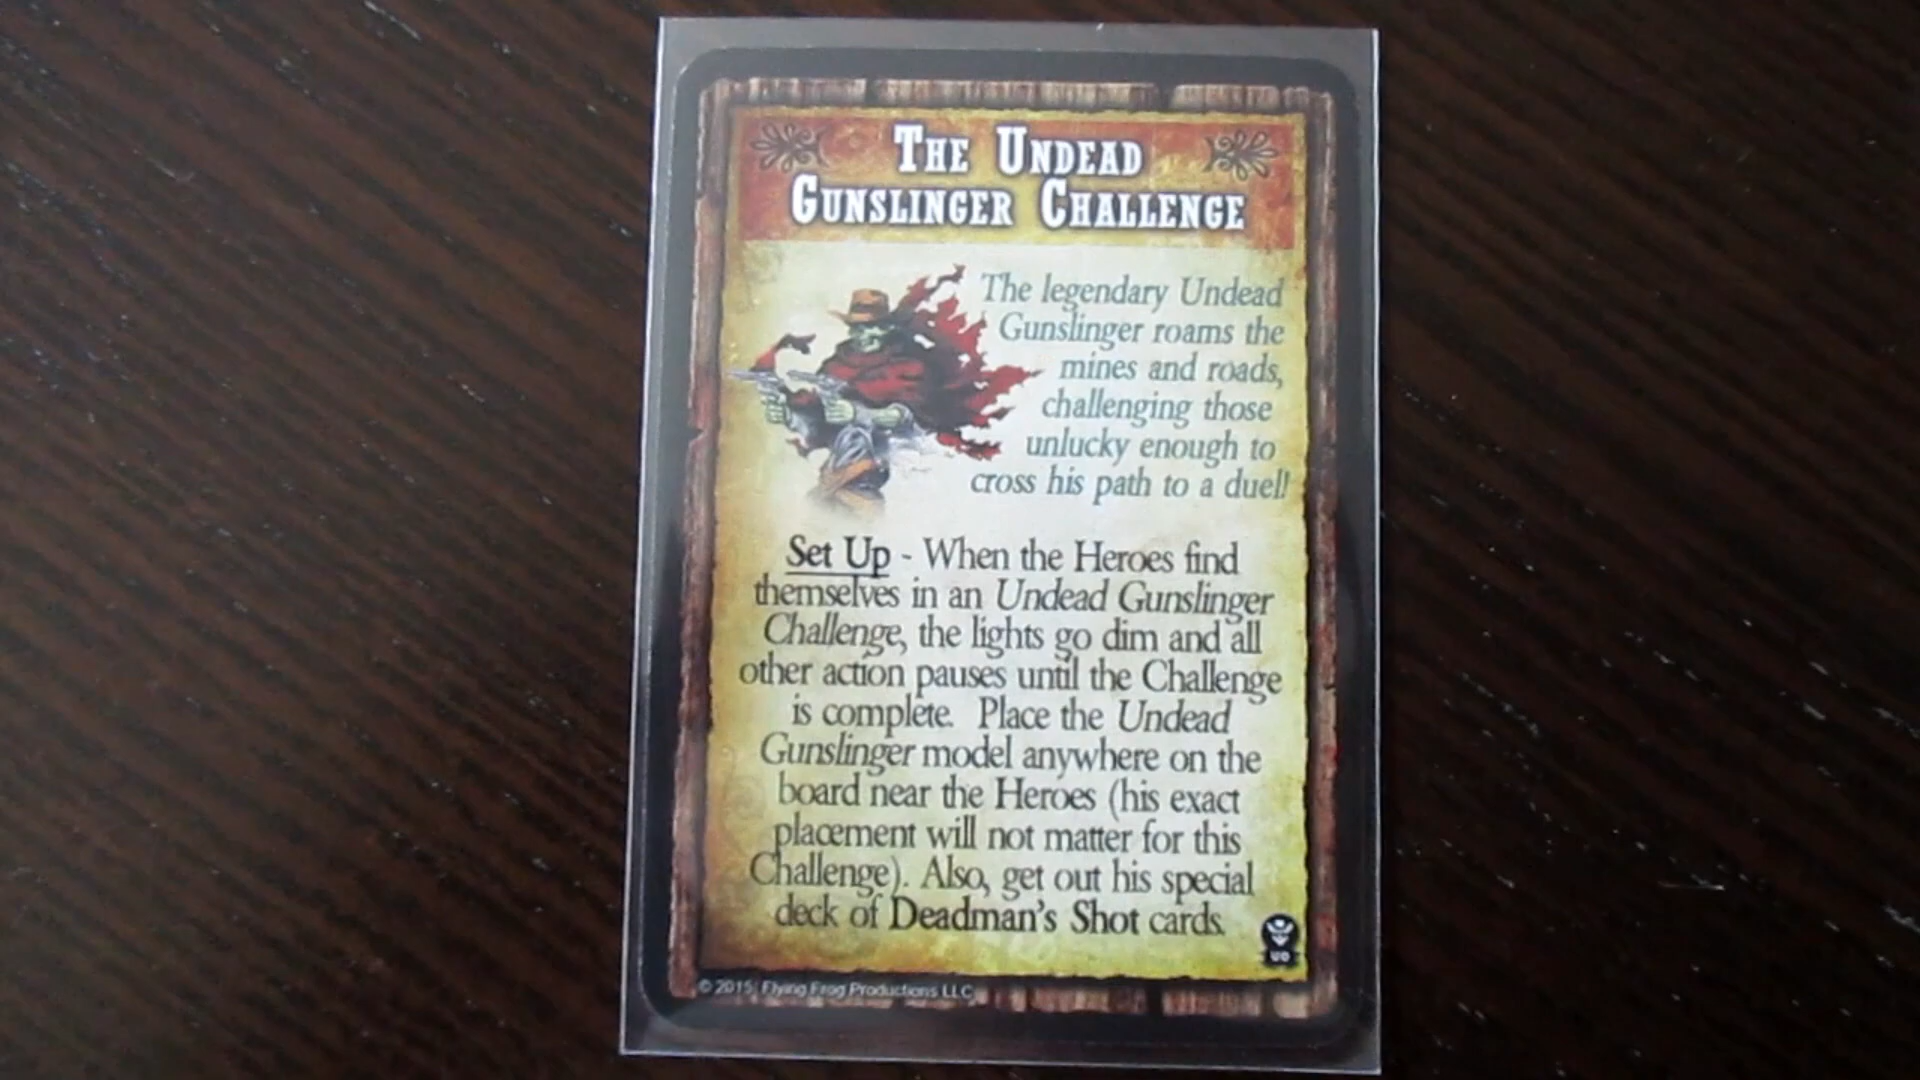 The Undead
Gunslinger Challenge
The legendary Undead
Gunslinger roams the
mines and roads,
challenging those
unlucky enough to
cross his path to a duel!
Set Up - When the Heroes find
themselves in an Undead Gunslinger
Challenge, the lights go dim and all
other action pauses until the Challenge
is complete. Place the Undead
Gunslinger model anywhere on the
board near the Heroes (his exact
placement will not matter for this
Challenge). Also, get out his special
deck of Deadman's Shot cards.
UG
© 2015 Flying Frog Productions LLC